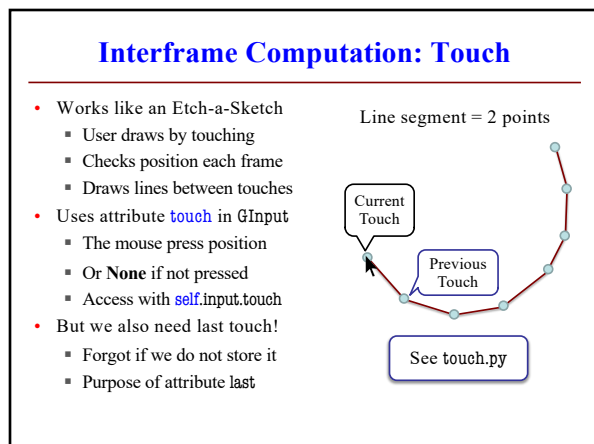 Interframe Computation: Touch
• Works like an Etch-a-Sketch
▪ User draws by touching
▪ Checks position each frame
▪ Draws lines between touches
• Uses attribute touch in GInput
▪ The mouse press position
▪ Or None if not pressed
▪ Access with self.input.touch
• But we also need last touch!
▪ Forgot if we do not store it
▪ Purpose of attribute last
Line segment = 2 points
Current
Touch
Previous
Touch
See touch.py